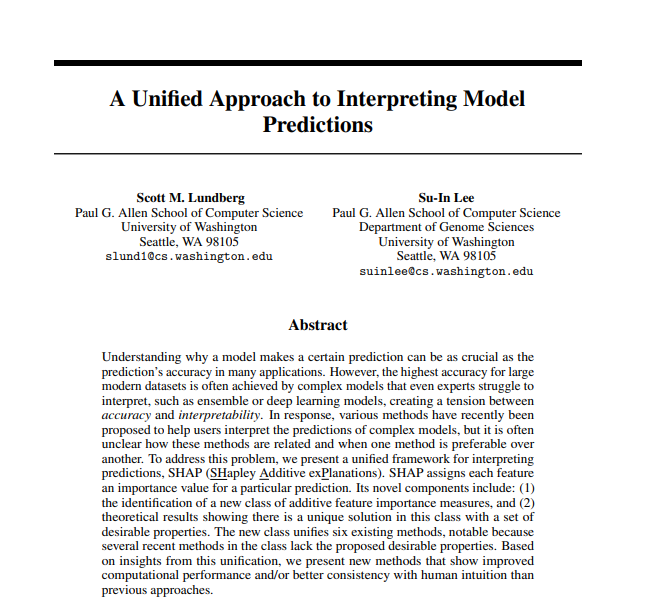 A Unified Approach to Interpreting Model
Predictions
Scott M. Lundberg
Paul G. Allen School of Computer Science
University of Washington
Seattle, WA 98105
slund1@cs.washington.edu
Su-In Lee
Paul G. Allen School of Computer Science
Department of Genome Sciences
University of Washington
Seattle, WA 98105
suinlee@cs.washington.edu
Abstract
Understanding why a model makes a certain prediction can be as crucial as the
prediction's accuracy in many applications. However, the highest accuracy for large
modern datasets is often achieved by complex models that even experts struggle to
interpret, such as ensemble or deep learning models, creating a tension between
accuracy and interpretability. In response, various methods have recently been
proposed to help users interpret the predictions of complex models, but it is often
unclear how these methods are related and when one method is preferable over
another. To address this problem, we present a unified framework for interpreting
predictions, SHAP (SHapley Additive exPlanations). SHAP assigns each feature
an importance value for a particular prediction. Its novel components include: (1)
the identification of a new class of additive feature importance measures, and (2)
theoretical results showing there is a unique solution in this class with a set of
desirable properties. The new class unifies six existing methods, notable because
several recent methods in the class lack the proposed desirable properties. Based
on insights from this unification, we present new methods that show improved
computational performance and/or better consistency with human intuition than
previous approaches.